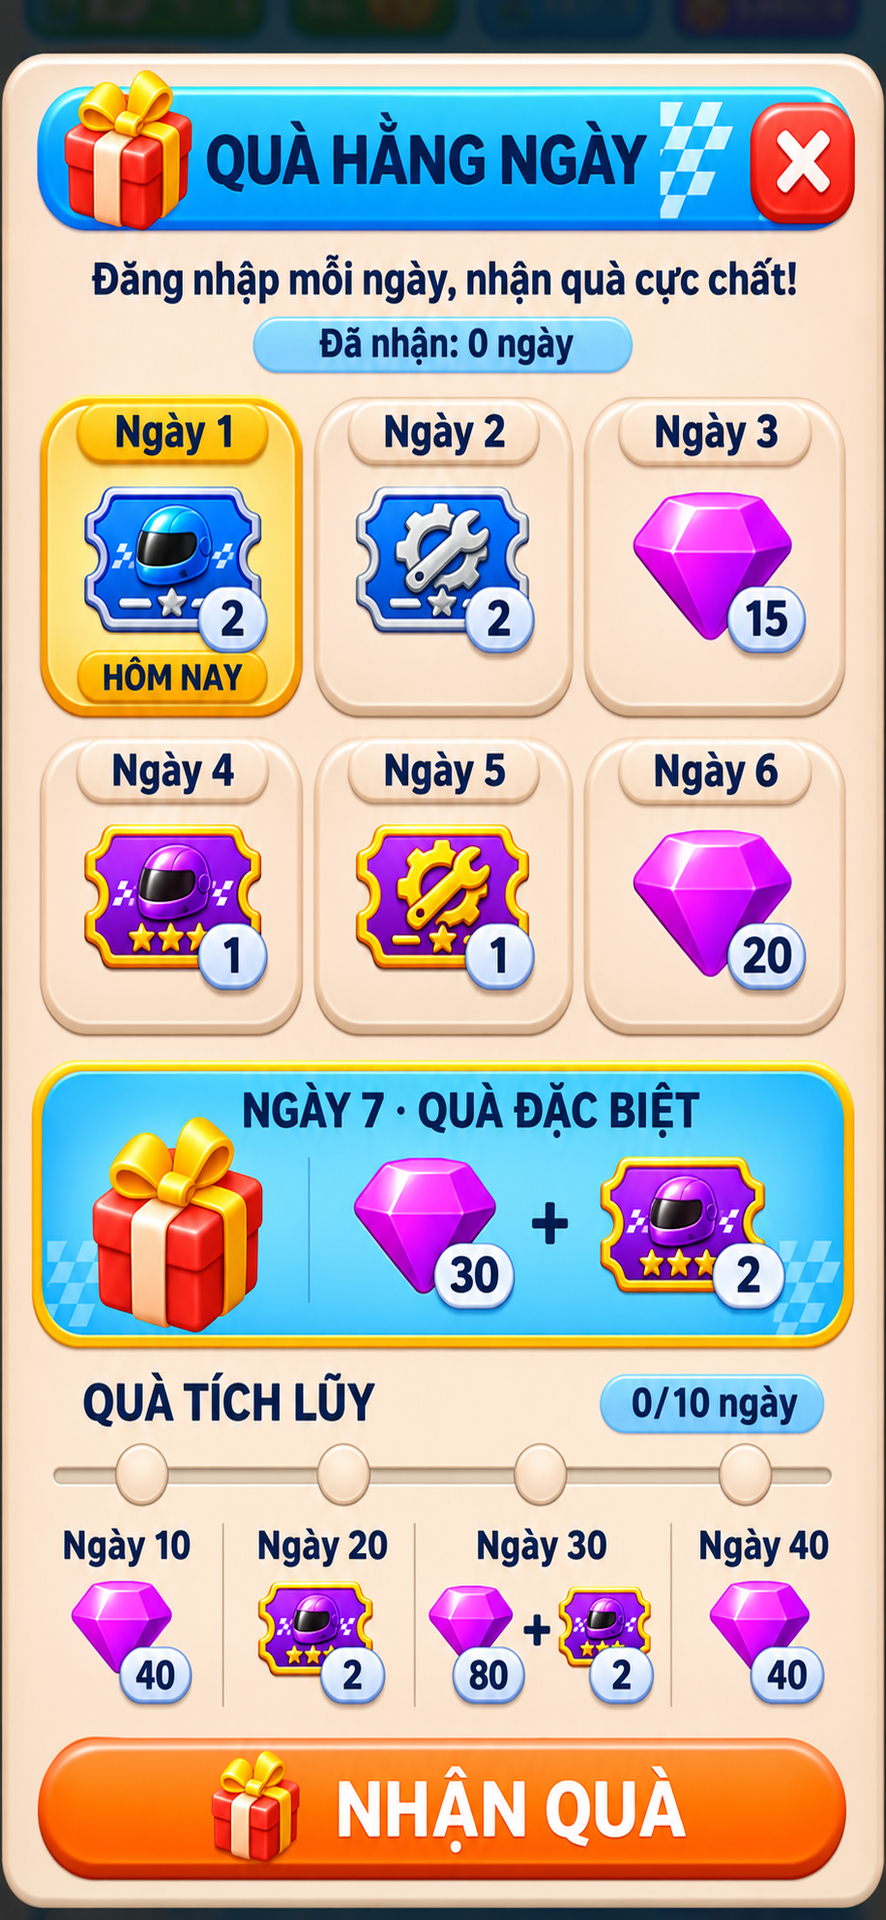 QUÀ HẰNG NGÀY
Đăng nhập mỗi ngày, nhận quà cực chất!
Đã nhận: 0 ngày
Ngày 1
2
HÔM NAY
Ngày 2
2
Ngày 3
15
Ngày 4
1
Ngày 5
1
Ngày 6
20
NGÀY 7 · QUÀ ĐẶC BIỆT
30 + 2
QUÀ TÍCH LŨY
0/10 ngày
Ngày 10
40
Ngày 20
2
Ngày 30
80 + 2
Ngày 40
40
NHẬN QUÀ